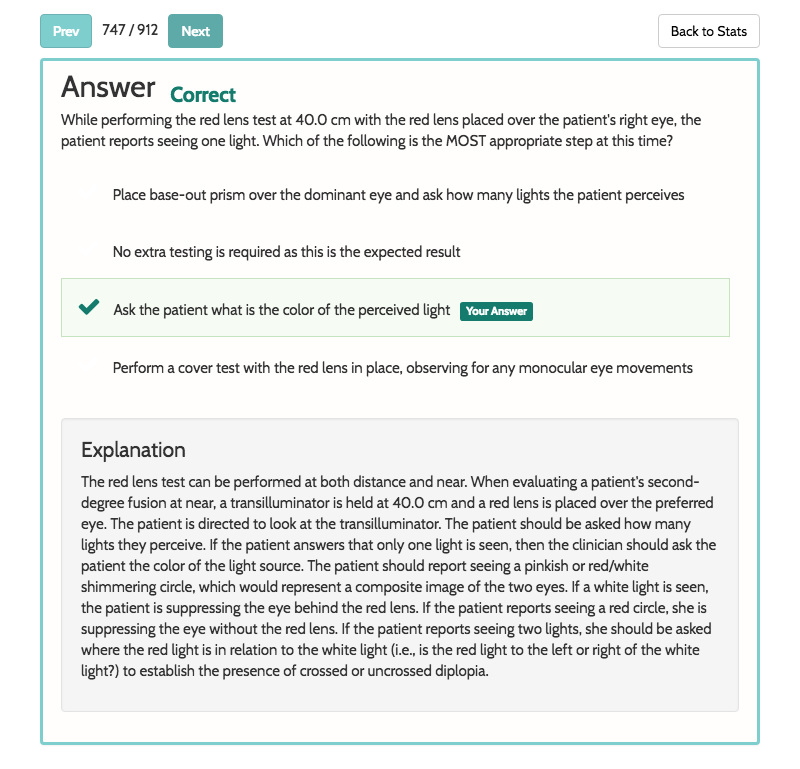 Prev 747 / 912 Next Back to Stats
Answer Correct
While performing the red lens test at 40.0 cm with the red lens placed over the patient's right eye, the
patient reports seeing one light. Which of the following is the MOST appropriate step at this time?
Place base-out prism over the dominant eye and ask how many lights the patient perceives
No extra testing is required as this is the expected result
Ask the patient what is the color of the perceived light Your Answer
Perform a cover test with the red lens in place, observing for any monocular eye movements
Explanation
The red lens test can be performed at both distance and near. When evaluating a patient's second-
degree fusion at near, a transilluminator is held at 40.0 cm and a red lens is placed over the preferred
eye. The patient is directed to look at the transilluminator. The patient should be asked how many
lights they perceive. If the patient answers that only one light is seen, then the clinician should ask the
patient the color of the light source. The patient should report seeing a pinkish or red/white
shimmering circle, which would represent a composite image of the two eyes. If a white light is seen,
the patient is suppressing the eye behind the red lens. If the patient reports seeing a red circle, she is
suppressing the eye without the red lens. If the patient reports seeing two lights, she should be asked
where the red light is in relation to the white light (i.e., is the red light to the left or right of the white
light?) to establish the presence of crossed or uncrossed diplopia.